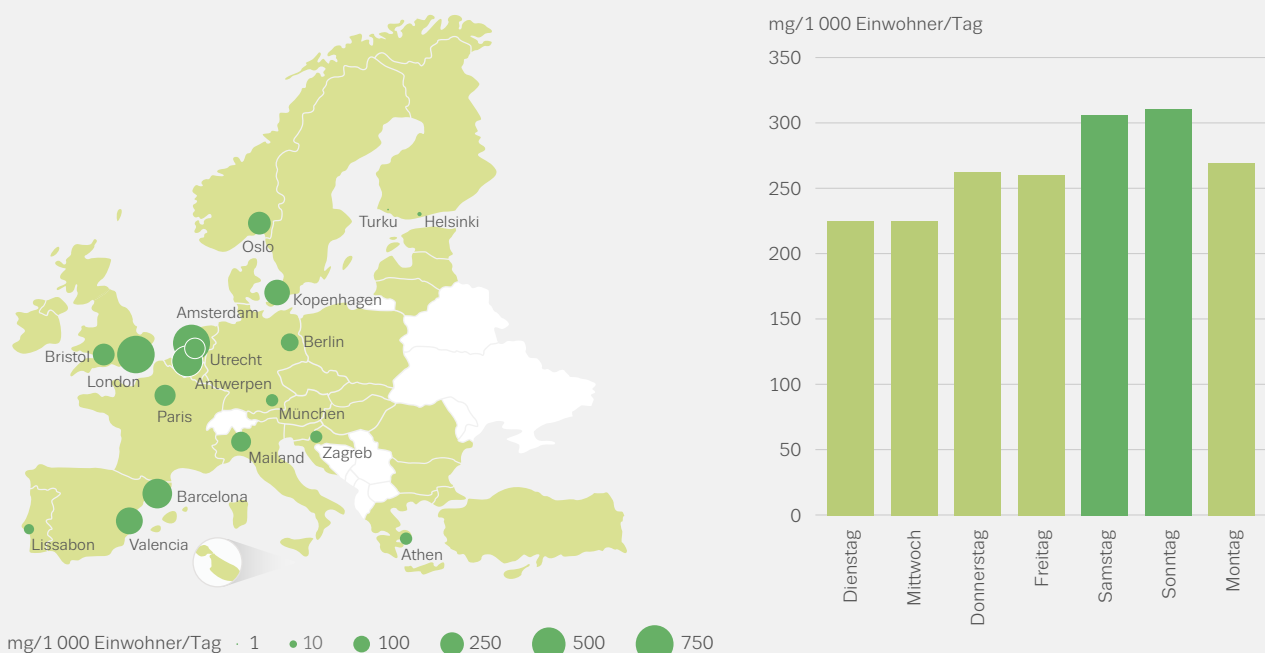 Turku
Helsinki
Oslo
Kopenhagen
Amsterdam
Berlin
Bristol
Utrecht
London
Antwerpen
Paris
München
Mailand
Zagreb
Barcelona
Lissabon
Valencia
Athen
mg/1 000 Einwohner/Tag 1 10 100 250 500 750
mg/1 000 Einwohner/Tag
350
300
250
200
150
100
50
0
Dienstag
Mittwoch
Donnerstag
Freitag
Samstag
Sonntag
Montag